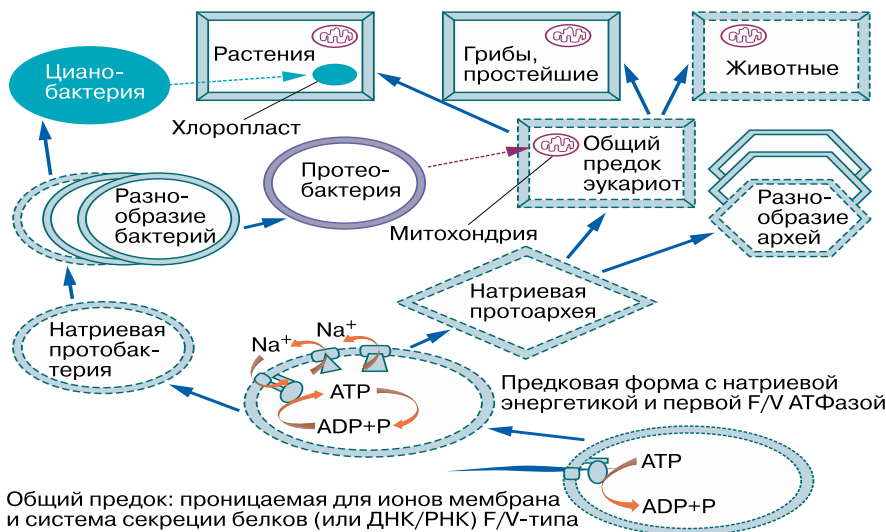 Циано-
бактерия
Растения
Хлоропласт
Грибы,
простейшие
Животные
Протео-
бактерия
Общий
предок
эукариот
Митохондрия
Разно-
образие
бактерий
Разно-
образие
архей
Натриевая
протоархея
Натриевая
протобак-
терия
Na⁺
Na⁺
ATP
ADP+P
Предковая форма с натриевой
энергетикой и первой F/V АТФазой
ATP
ADP+P
Общий предок: проницаемая для ионов мембрана
и система секреции белков (или ДНК/РНК) F/V-типа